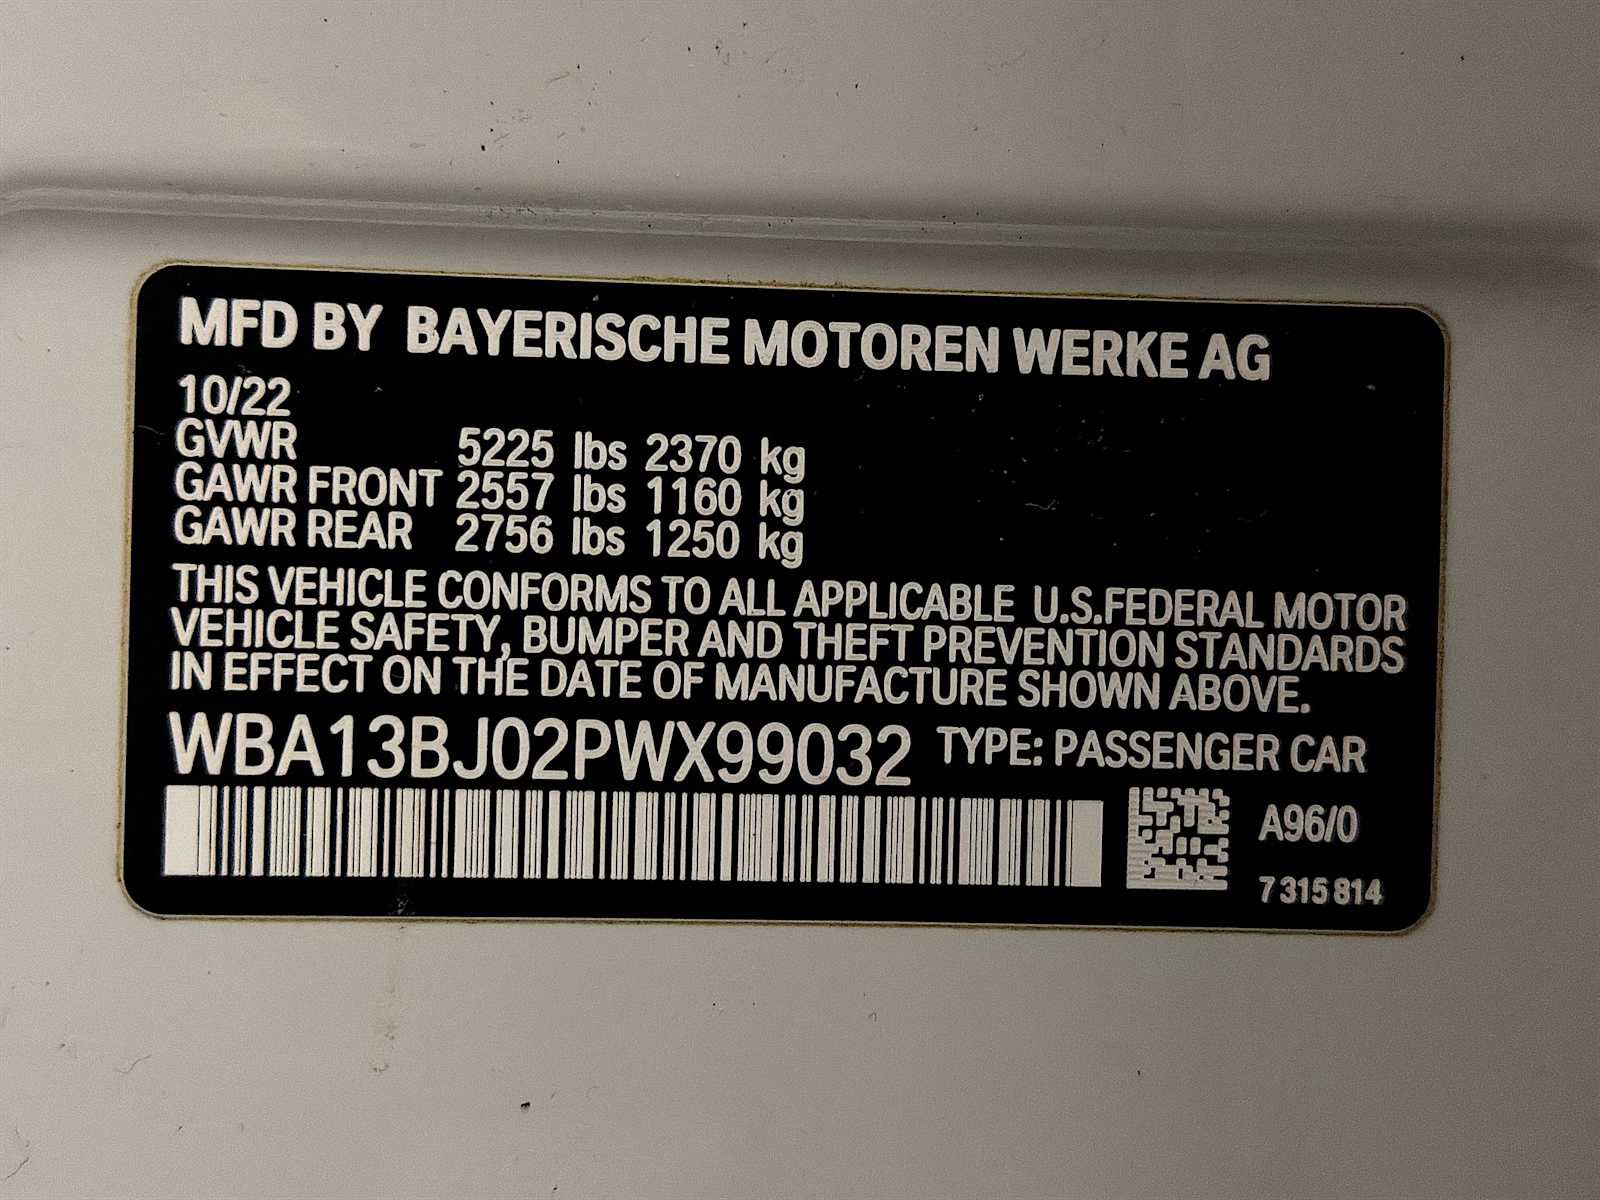 MFD BY BAYERISCHE MOTOREN WERKE AG
10/22
GVWR 5225 lbs 2370 kg
GAWR FRONT 2557 lbs 1160 kg
GAWR REAR 2756 lbs 1250 kg
THIS VEHICLE CONFORMS TO ALL APPLICABLE U.S.FEDERAL MOTOR
VEHICLE SAFETY, BUMPER AND THEFT PREVENTION STANDARDS
IN EFFECT ON THE DATE OF MANUFACTURE SHOWN ABOVE.
WBA13BJ02PWX99032 TYPE: PASSENGER CAR
A96/0
7 315 814